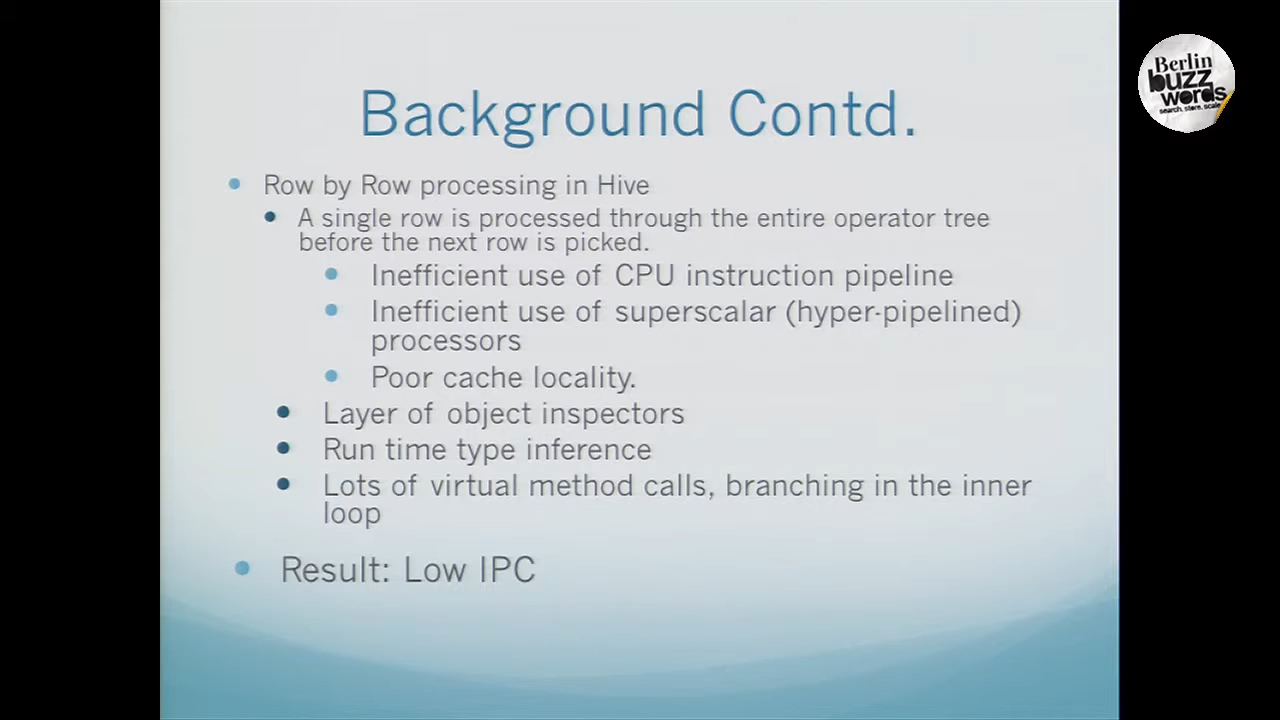 Background Contd.
Row by Row processing in Hive
A single row is processed through the entire operator tree
before the next row is picked.
Inefficient use of CPU instruction pipeline
Inefficient use of superscalar (hyper-pipelined)
processors
Poor cache locality.
Layer of object inspectors
Run time type inference
Lots of virtual method calls, branching in the inner
loop
Result: Low IPC
Berlin
buzz
words
search. store. scale.